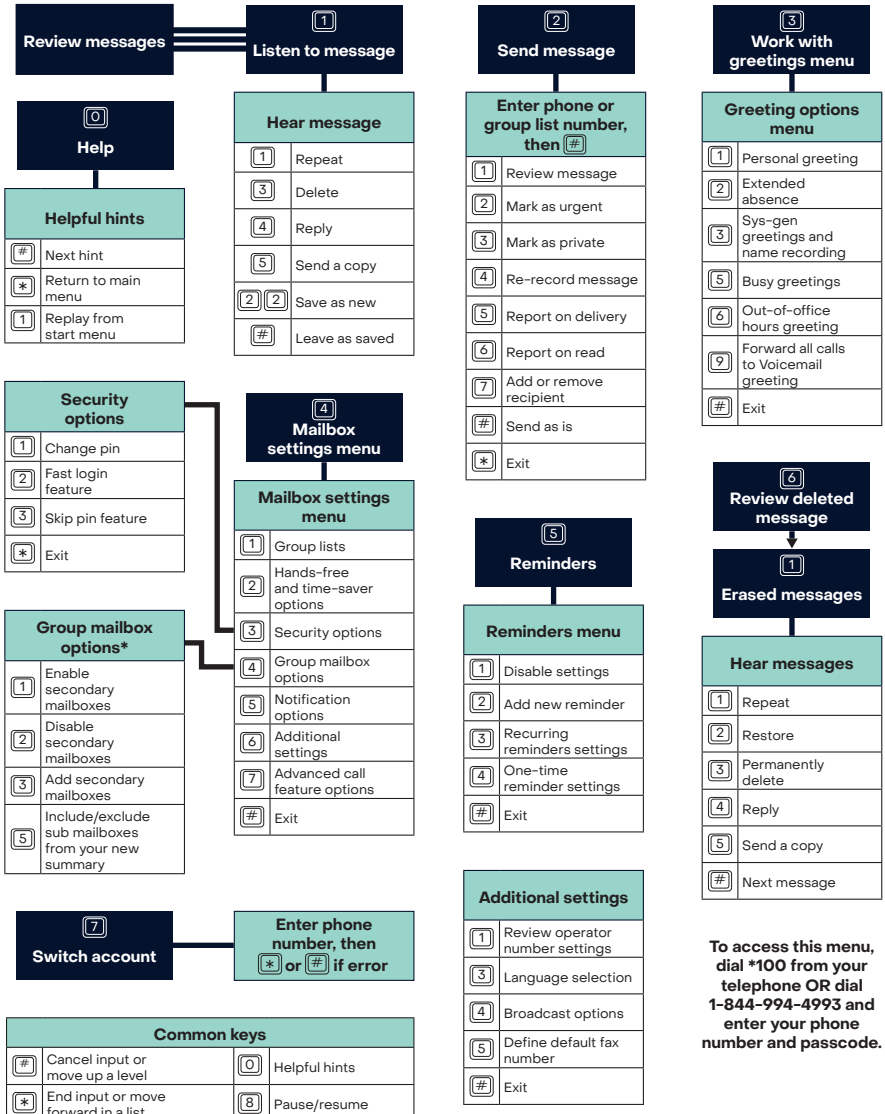 Review messages
1
Listen to message
Hear message
1 Repeat
3 Delete
4 Reply
5 Send a copy
2 2 Save as new
# Leave as saved
0
Help
Helpful hints
# Next hint
* Return to main
menu
1 Replay from
start menu
2
Send message
Enter phone or
group list number,
then #
1 Review message
2 Mark as urgent
3 Mark as private
4 Re-record message
5 Report on delivery
6 Report on read
7 Add or remove
recipient
# Send as is
* Exit
3
Work with
greetings menu
Greeting options
menu
1 Personal greeting
2 Extended
absence
3 Sys-gen
greetings and
name recording
5 Busy greetings
6 Out-of-office
hours greeting
9 Forward all calls
to Voicemail
greeting
# Exit
Security
options
1 Change pin
2 Fast login
feature
3 Skip pin feature
* Exit
4
Mailbox
settings menu
Mailbox settings
menu
1 Group lists
2 Hands-free
and time-saver
options
3 Security options
4 Group mailbox
options
5 Notification
options
6 Additional
settings
7 Advanced call
feature options
# Exit
Group mailbox
options*
1 Enable
secondary
mailboxes
2 Disable
secondary
mailboxes
3 Add secondary
mailboxes
5 Include/exclude
sub mailboxes
from your new
summary
5
Reminders
Reminders menu
1 Disable settings
2 Add new reminder
3 Recurring
reminders settings
4 One-time
reminder settings
# Exit
6
Review deleted
message
1
Erased messages
Hear messages
1 Repeat
2 Restore
3 Permanently
delete
4 Reply
5 Send a copy
# Next message
7
Switch account
Enter phone
number, then
* or # if error
Additional settings
1 Review operator
number settings
3 Language selection
4 Broadcast options
5 Define default fax
number
# Exit
To access this menu,
dial *100 from your
telephone OR dial
1-844-994-4993 and
enter your phone
number and passcode.
Common keys
# Cancel input or
move up a level
0 Helpful hints
* End input or move
forward in a list
8 Pause/resume